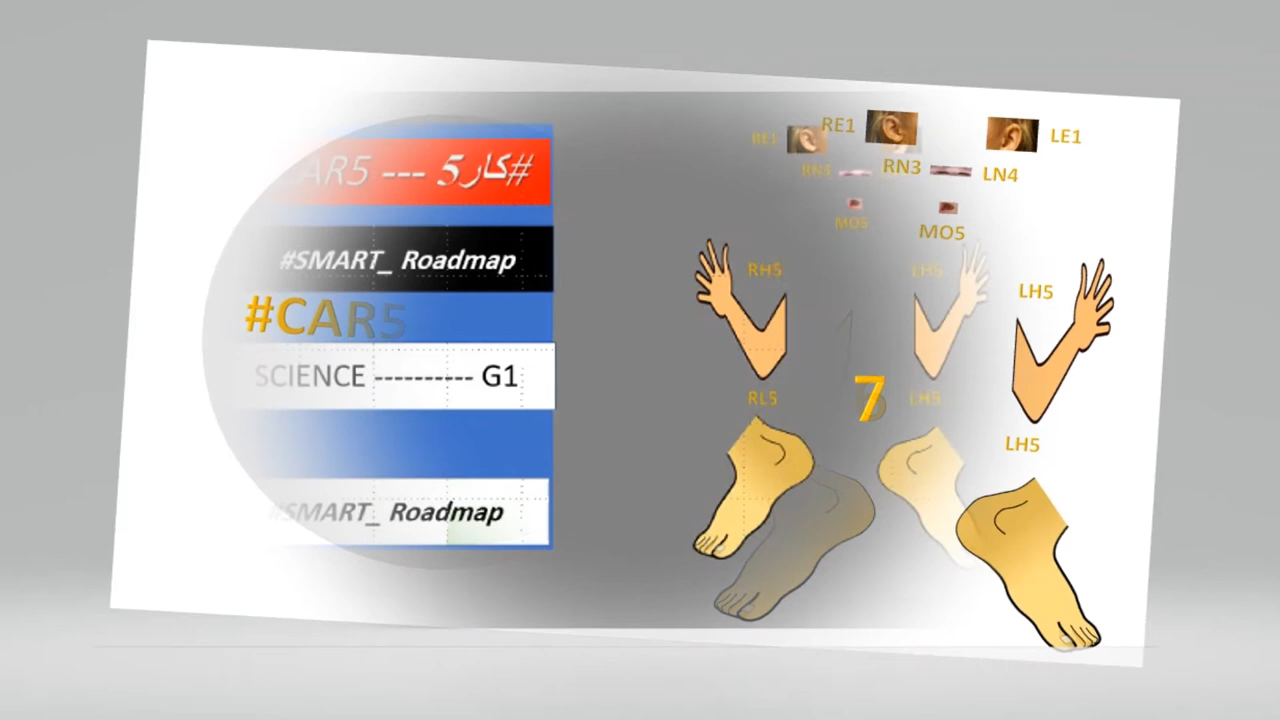 AR5 --- #كار5
#SMART_ Roadmap
#CAR5
SCIENCE ---------- G1
#SMART_ Roadmap
RE1 RE1 LE1
RN3 RN3 LN4
MO5 MO5
RH5 LH5 LH5
RL5 7 LH5
LH5